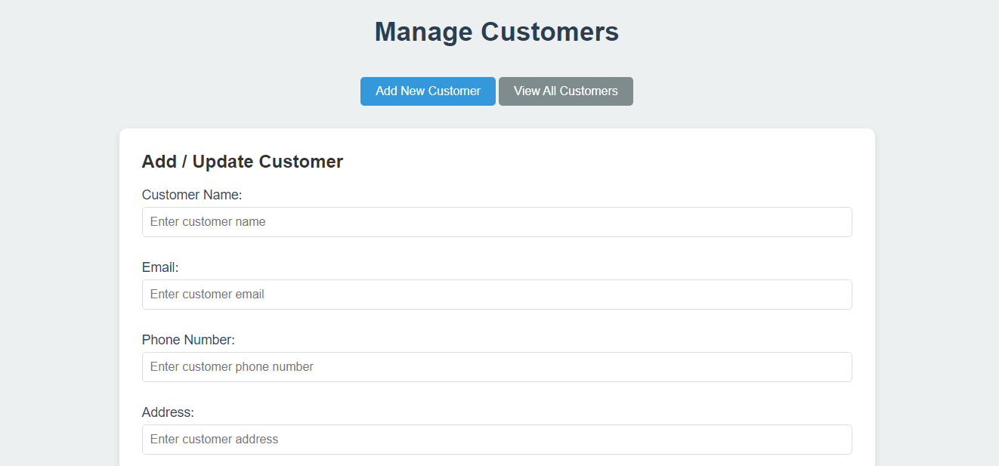 Manage Customers
Add New Customer View All Customers
Add / Update Customer
Customer Name:
Enter customer name
Email:
Enter customer email
Phone Number:
Enter customer phone number
Address:
Enter customer address